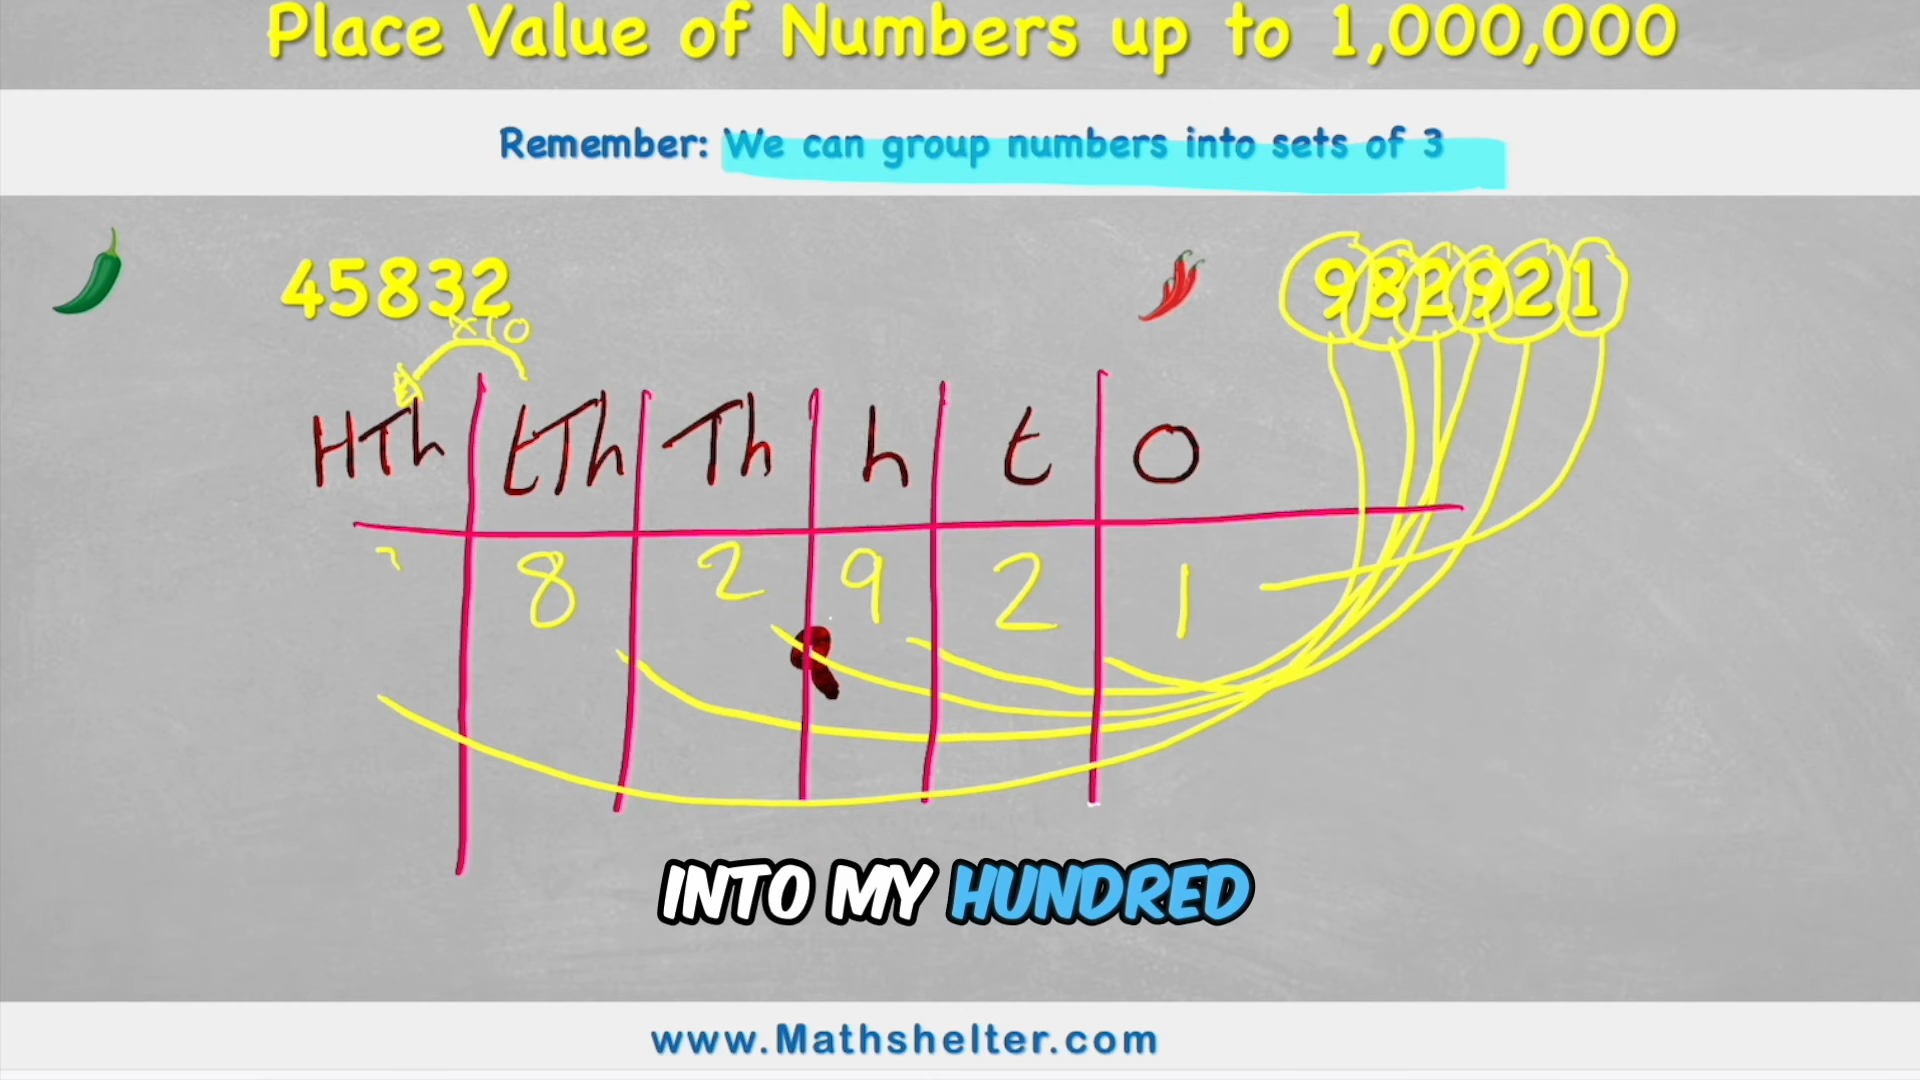 Place Value of Numbers up to 1,000,000
Remember: We can group numbers into sets of 3
45832
982921
x10
HTh tTh Th h t O
8 2 9 2 1
INTO MY HUNDRED
www.Mathshelter.com